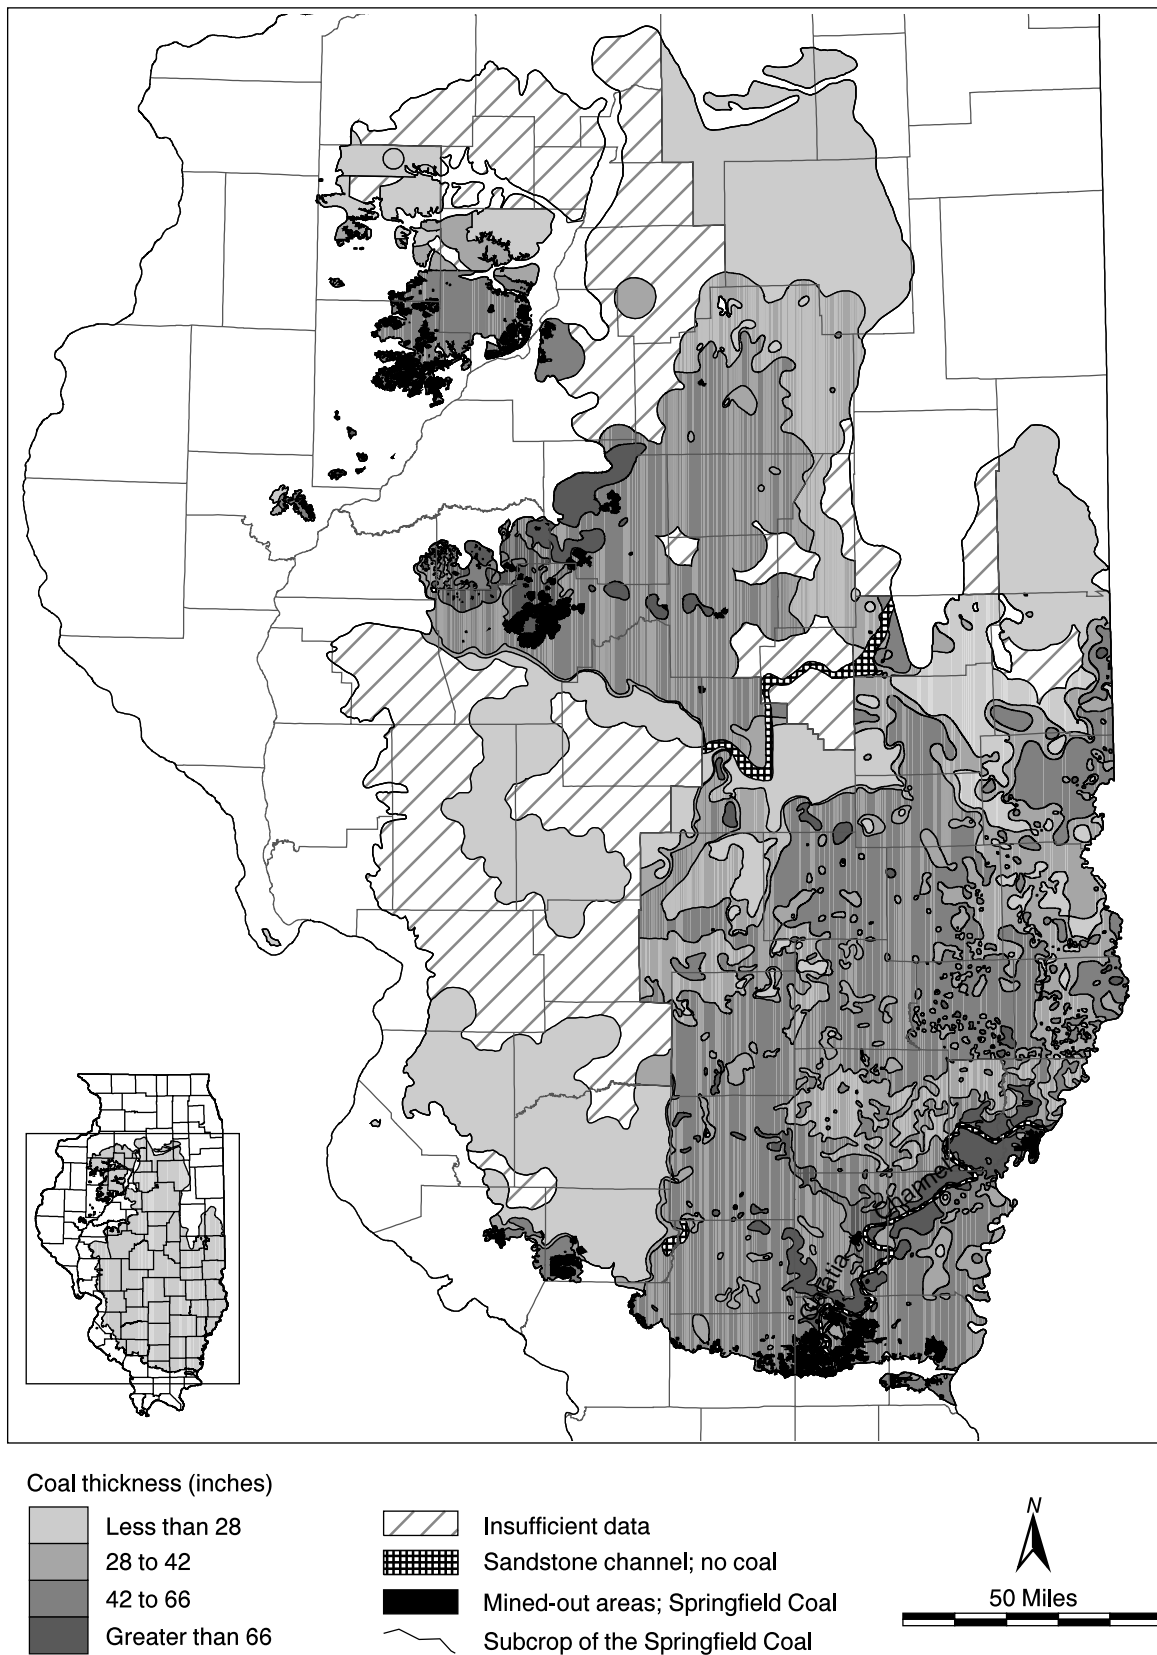 Channel
Galatia
Coal thickness (inches)
Less than 28
28 to 42
42 to 66
Greater than 66
Insufficient data
Sandstone channel; no coal
Mined-out areas; Springfield Coal
Subcrop of the Springfield Coal
N
50 Miles